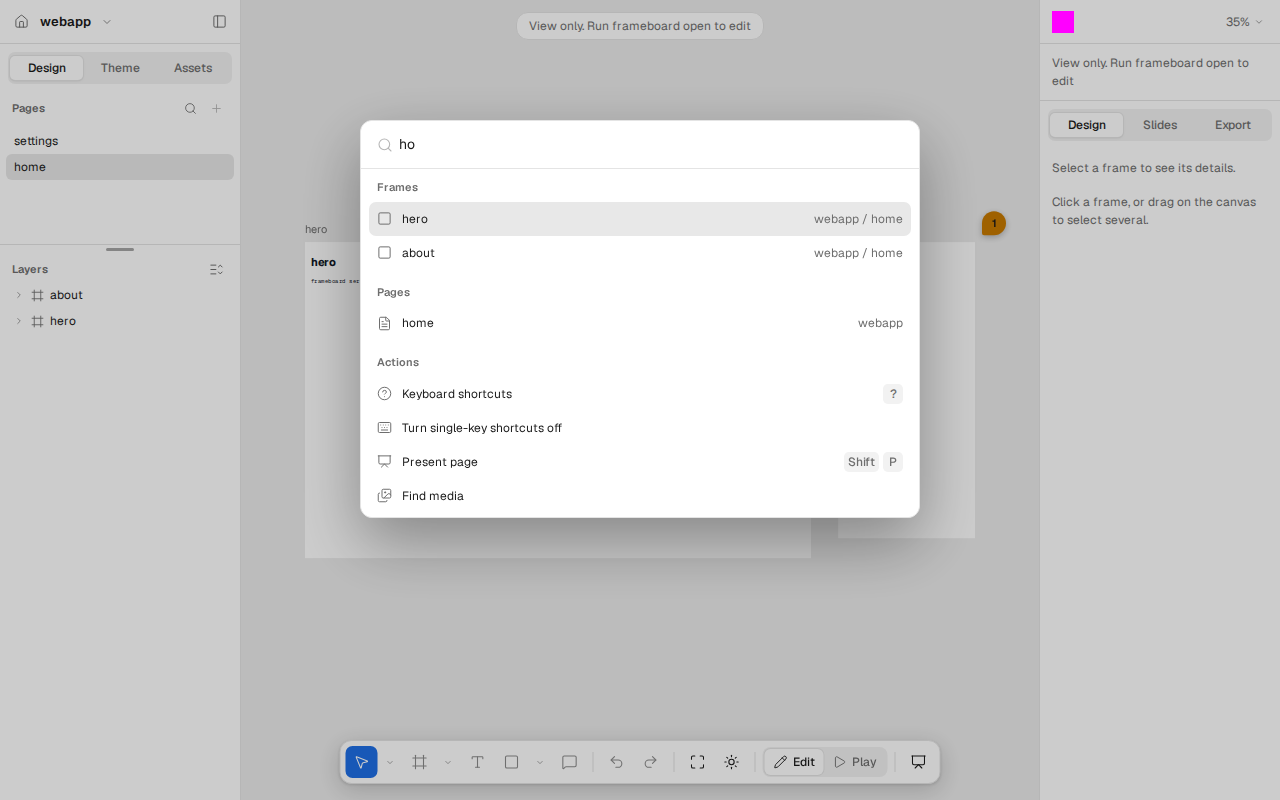 webapp
Design
Theme
Assets
Pages
settings
home
Layers
about
hero
View only. Run frameboard open to edit
ho
Frames
hero
webapp / home
about
webapp / home
Pages
home
webapp
Actions
Keyboard shortcuts
?
Turn single-key shortcuts off
Present page
Shift P
Find media
hero
hero
1
Edit
Play
35%
View only. Run frameboard open to
edit
Design
Slides
Export
Select a frame to see its details.
Click a frame, or drag on the canvas
to select several.